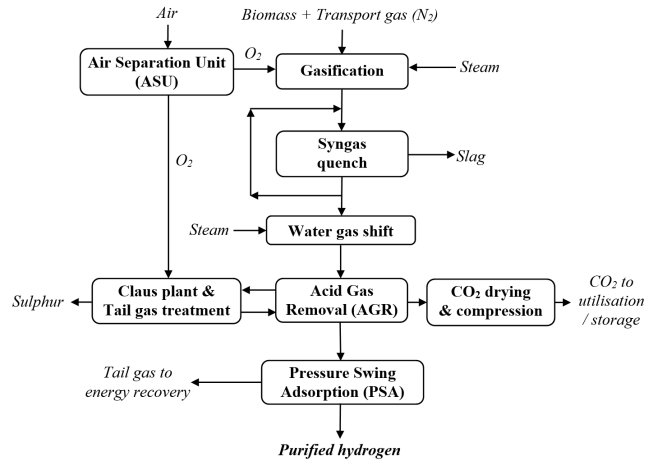 Air
Biomass + Transport gas (N₂)
Air Separation Unit
(ASU)
O₂
Gasification
Steam
Syngas
quench
Slag
O₂
Steam
Water gas shift
Sulphur
Claus plant &
Tail gas treatment
Acid Gas
Removal (AGR)
CO₂ drying
& compression
CO₂ to
utilisation
/ storage
Tail gas to
energy recovery
Pressure Swing
Adsorption (PSA)
Purified hydrogen